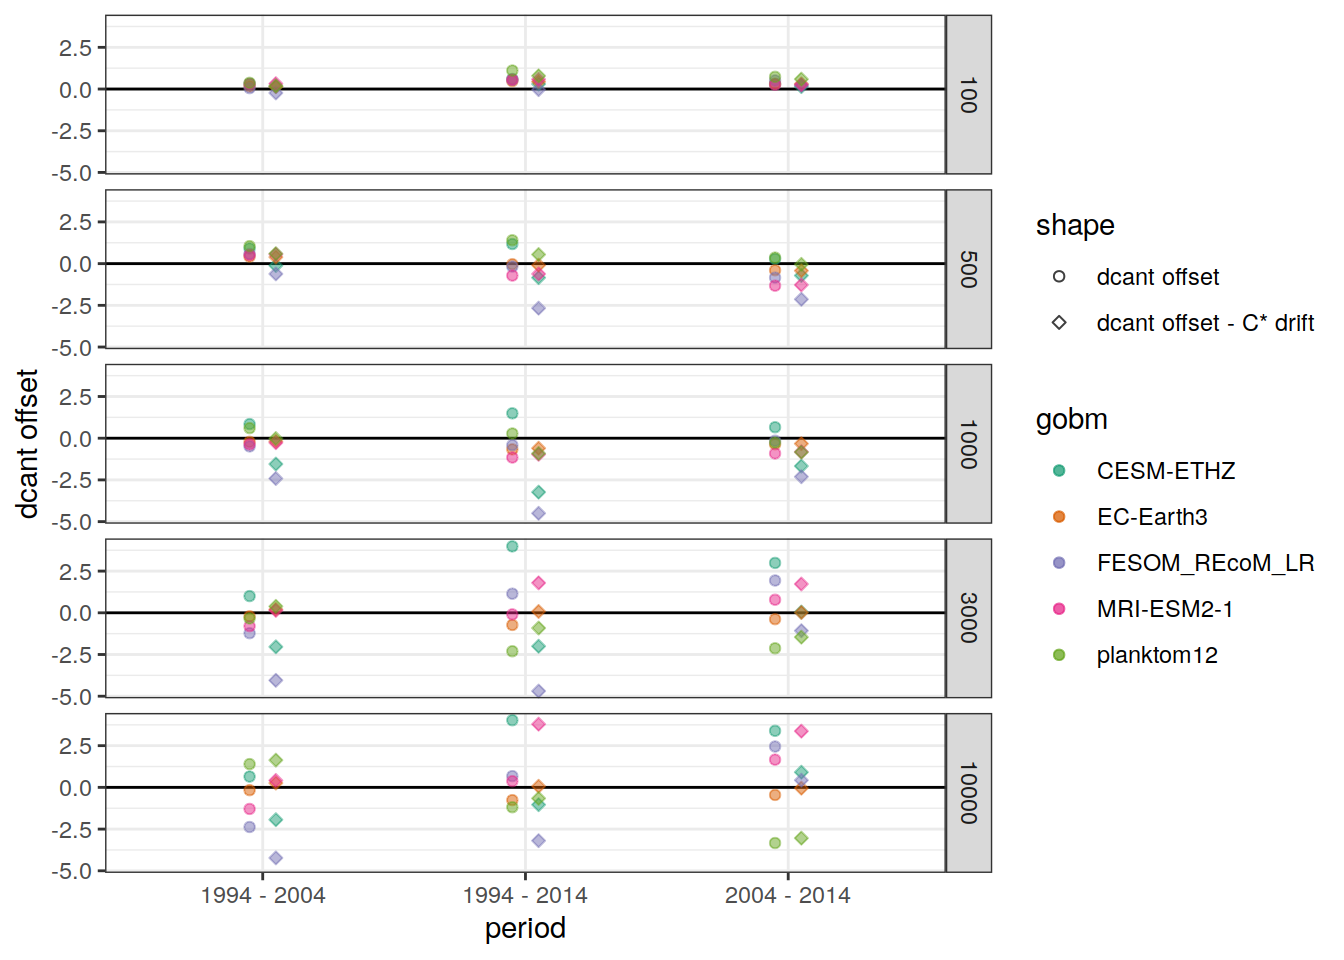 2.5
0.0
-2.5
-5.0
100
2.5
0.0
-2.5
-5.0
500
2.5
0.0
-2.5
-5.0
1000
2.5
0.0
-2.5
-5.0
3000
2.5
0.0
-2.5
-5.0
10000
1994 - 2004
1994 - 2014
2004 - 2014
period
dcant offset
shape
dcant offset
dcant offset - C* drift
gobm
CESM-ETHZ
EC-Earth3
FESOM_REcoM_LR
MRI-ESM2-1
planktom12